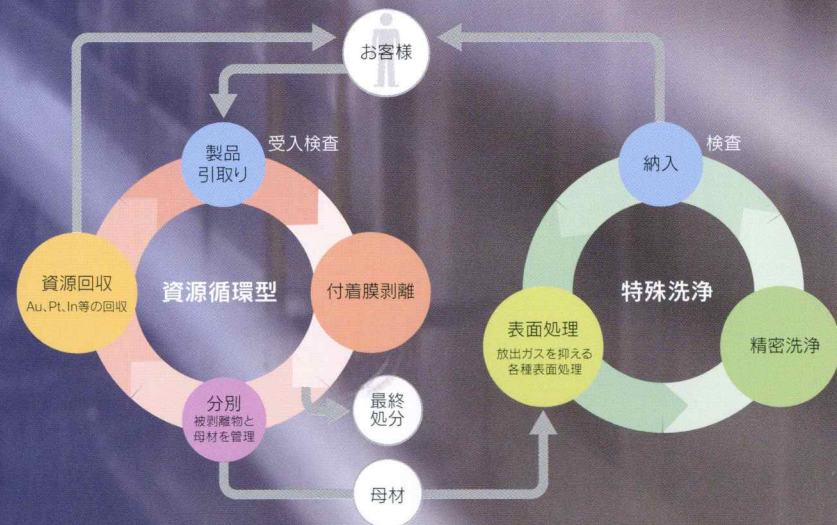 お客様
製品
引取り
受入検査
資源回収
Au、Pt、In等の回収
資源循環型
付着膜剥離
分別
被剥離物と
母材を管理
最終
処分
母材
納入
検査
特殊洗浄
表面処理
放出ガスを抑える
各種表面処理
精密洗浄